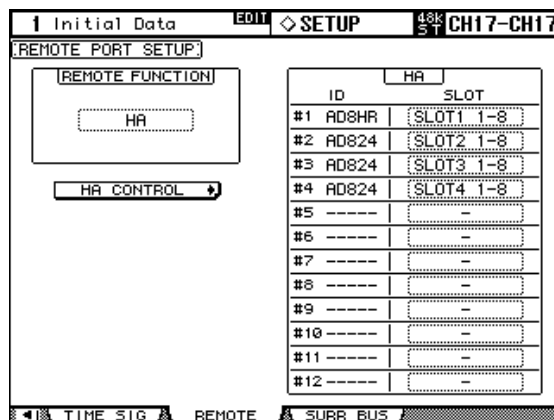 1 Initial Data EDIT ◇SETUP 48k ST CH17-CH17
REMOTE PORT SETUP
REMOTE FUNCTION
HA
HA CONTROL
HA
ID SLOT
#1 AD8HR SLOT1 1-8
#2 AD824 SLOT2 1-8
#3 AD824 SLOT3 1-8
#4 AD824 SLOT4 1-8
#5 ----- -
#6 ----- -
#7 ----- -
#8 ----- -
#9 ----- -
#10 ----- -
#11 ----- -
#12 ----- -
TIME SIG REMOTE SURR BUS